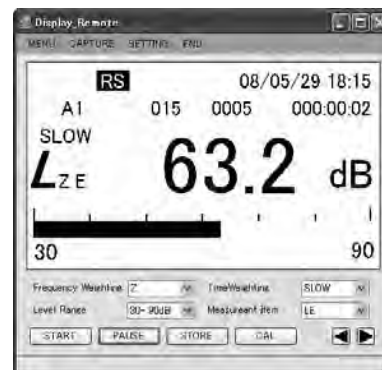 Display_Remote
MENU CAPTURE SETTING END
RS 08/05/29 18:15
A1 015 0005 000:00:02
SLOW
LZE 63.2 dB
30 90
Frequency Weighting Z TimeWeighting SLOW
Level Range 30-90dB Measurement item LE
START PAUSE STORE CAL